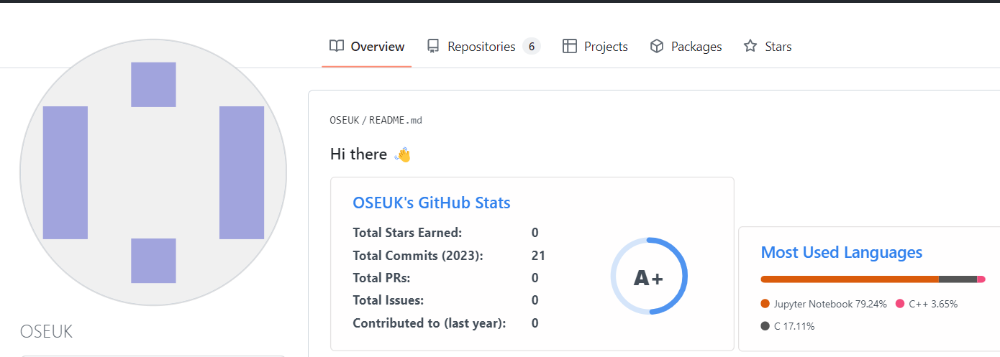 Overview Repositories 6 Projects Packages Stars
OSEUK / README.md
Hi there 👋
OSEUK's GitHub Stats
Total Stars Earned: 0
Total Commits (2023): 21
Total PRs: 0
Total Issues: 0
Contributed to (last year): 0
A+
Most Used Languages
Jupyter Notebook 79.24% C++ 3.65%
C 17.11%
OSEUK